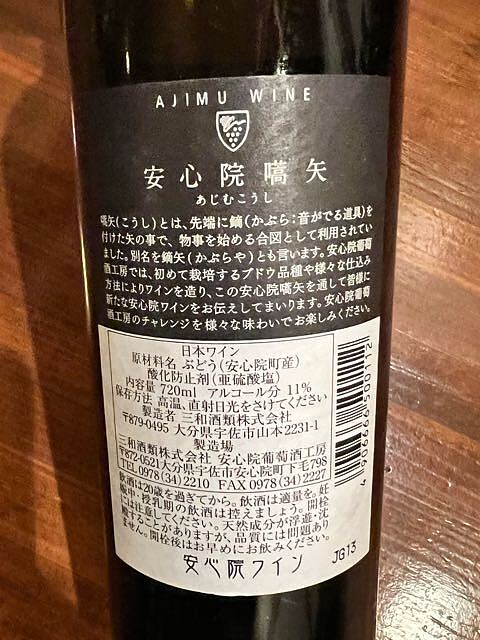 AJIMU WINE
安心院嚆矢
あじむこうし
嚆矢(こうし)とは、先端に鏑(かぶら:音がでる道具)を
付けた矢の事で、物事を始める合図として利用されてい
ました。別名を鏑矢(かぶらや)とも言います。安心院葡萄
酒工房では、初めて栽培するブドウ品種や様々な仕込み
方法によりワインを造り、この安心院嚆矢を通して皆様に
新たな安心院ワインをお伝えしてまいります。安心院葡萄
酒工房のチャレンジを様々な味わいでお楽しみください。
日本ワイン
原材料名 ぶどう(安心院町産)
酸化防止剤(亜硫酸塩)
内容量 720ml アルコール分 11%
保存方法 高温、直射日光をさけてください
製造者 三和酒類株式会社
〒879-0495 大分県宇佐市山本2231-1
製造場
三和酒類株式会社 安心院葡萄酒工房
〒872-0521 大分県宇佐市安心院町下毛798
TEL 0978(34)2210 FAX 0978(34)2227
飲酒は20歳を過ぎてから。飲酒は適量を。妊
娠中・授乳期の飲酒は控えましょう。開栓
には注意してください。天然成分が浮遊・沈
殿することがありますが、品質には問題あり
ません。開栓後はお早めにお飲みください。
安心院ワイン
JG13